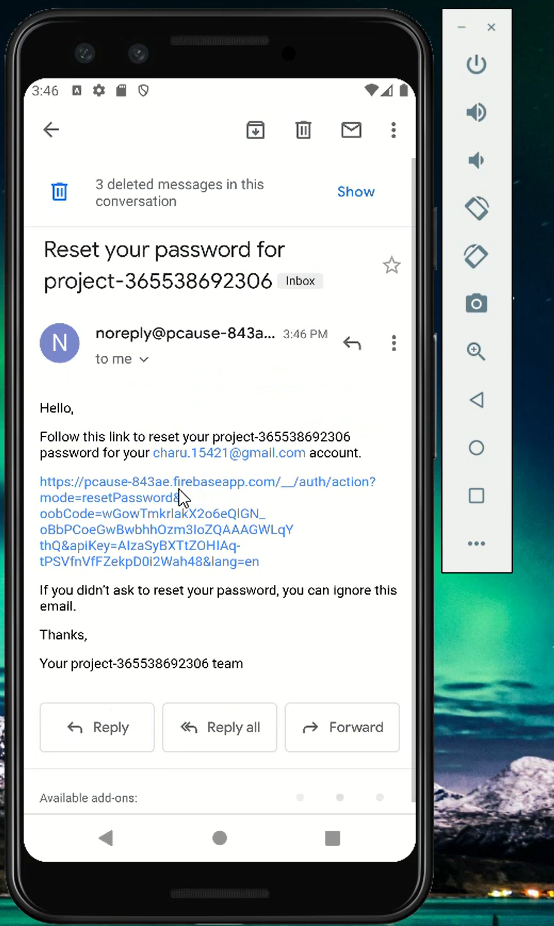 3:46
3 deleted messages in this
conversation
Show
Reset your password for
project-365538692306 Inbox
N
noreply@pcause-843a... 3:46 PM
to me
Hello,
Follow this link to reset your project-365538692306
password for your charu.15421@gmail.com account.
https://pcause-843ae.firebaseapp.com/__/auth/action?
mode=resetPassword&
oobCode=wGowTmkrlakX2o6eQIGN_
oBbPCoeGwBwbhhOzm3IoZQAAAGWLqY
thQ&apiKey=AIzaSyBXTtZOHIAq-
tPSVfnVfFZekpD0i2Wah48&lang=en
If you didn't ask to reset your password, you can ignore this
email.
Thanks,
Your project-365538692306 team
Reply
Reply all
Forward
Available add-ons: